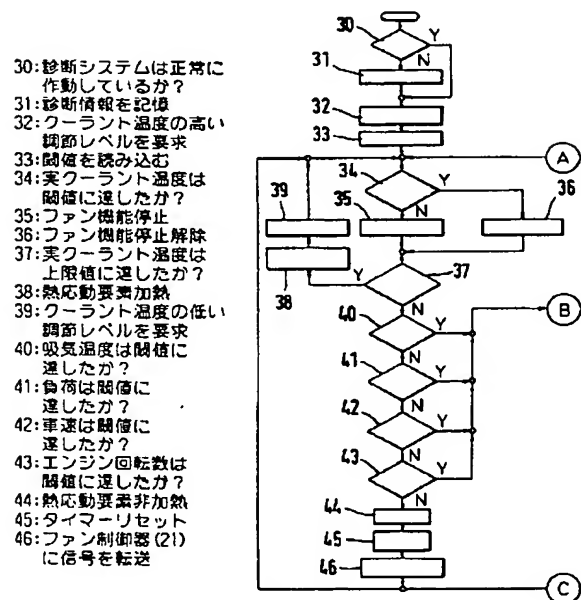 30:診断システムは正常に
作動しているか?
31:診断情報を記憶
32:クーラント温度の高い
調節レベルを要求
33:閾値を読み込む
34:実クーラント温度は
閾値に達したか?
35:ファン機能停止
36:ファン機能停止解除
37:実クーラント温度は
上限値に達したか?
38:熱応動要素加熱
39:クーラント温度の低い
調節レベルを要求
40:吸気温度は閾値に
達したか?
41:負荷は閾値に
達したか?
42:車速は閾値に
達したか?
43:エンジン回転数は
閾値に達したか?
44:熱応動要素非加熱
45:タイマーリセット
46:ファン制御器(21)
に信号を転送
30
Y
N
31
32
33
A
34
Y
N
39
35
36
37
Y
38
N
40
Y
B
N
41
Y
N
42
Y
N
43
Y
N
44
45
46
C